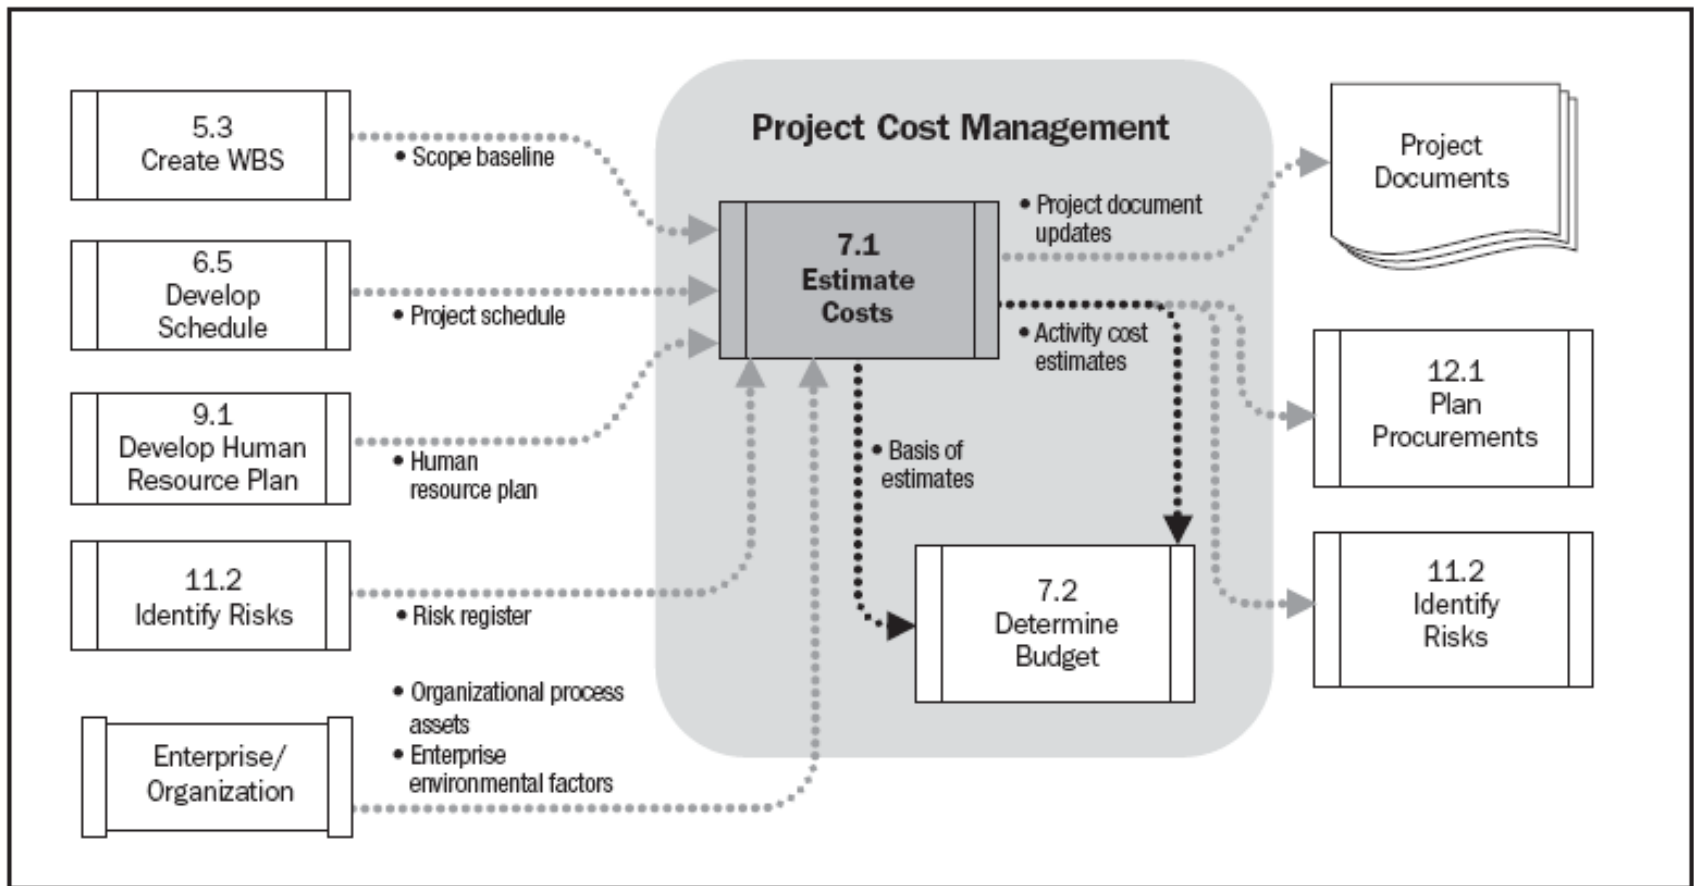 Project Cost Management
5.3
Create WBS
• Scope baseline
6.5
Develop
Schedule
• Project schedule
9.1
Develop Human
Resource Plan
• Human
resource plan
11.2
Identify Risks
• Risk register
Enterprise/
Organization
• Organizational process
assets
• Enterprise
environmental factors
7.1
Estimate
Costs
• Project document
updates
• Activity cost
estimates
• Basis of
estimates
7.2
Determine
Budget
Project
Documents
12.1
Plan
Procurements
11.2
Identify
Risks